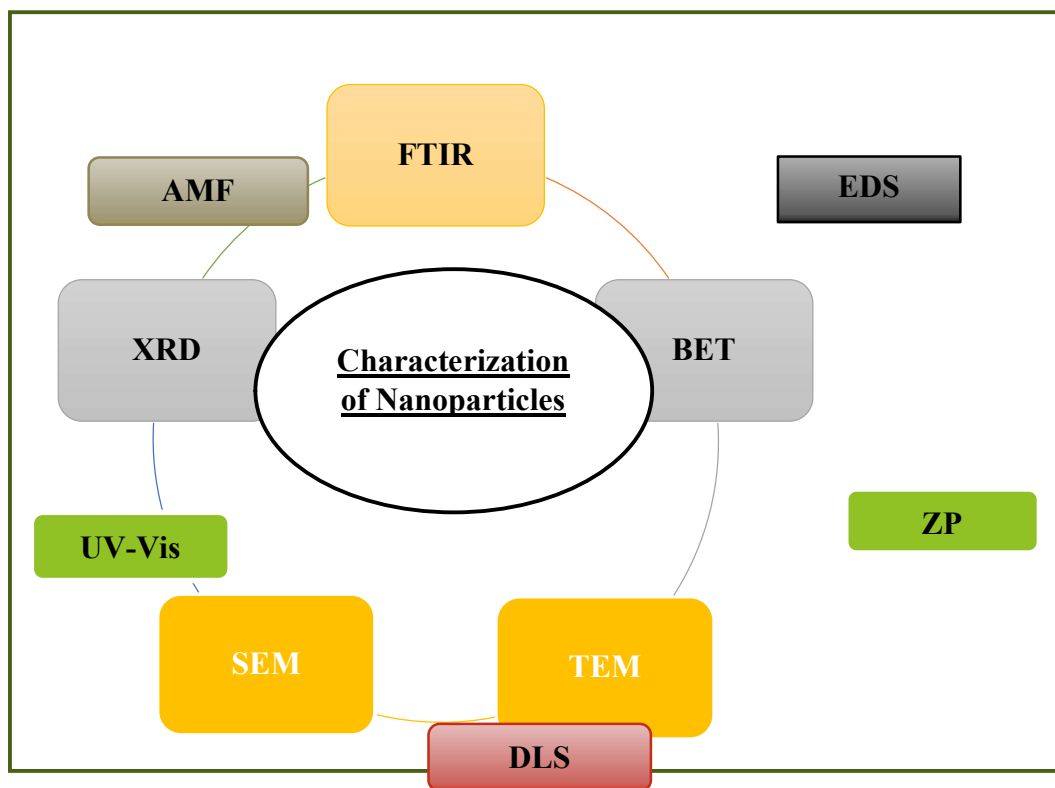 FTIR
AMF
EDS
XRD
Characterization
of Nanoparticles
BET
UV-Vis
ZP
SEM
TEM
DLS